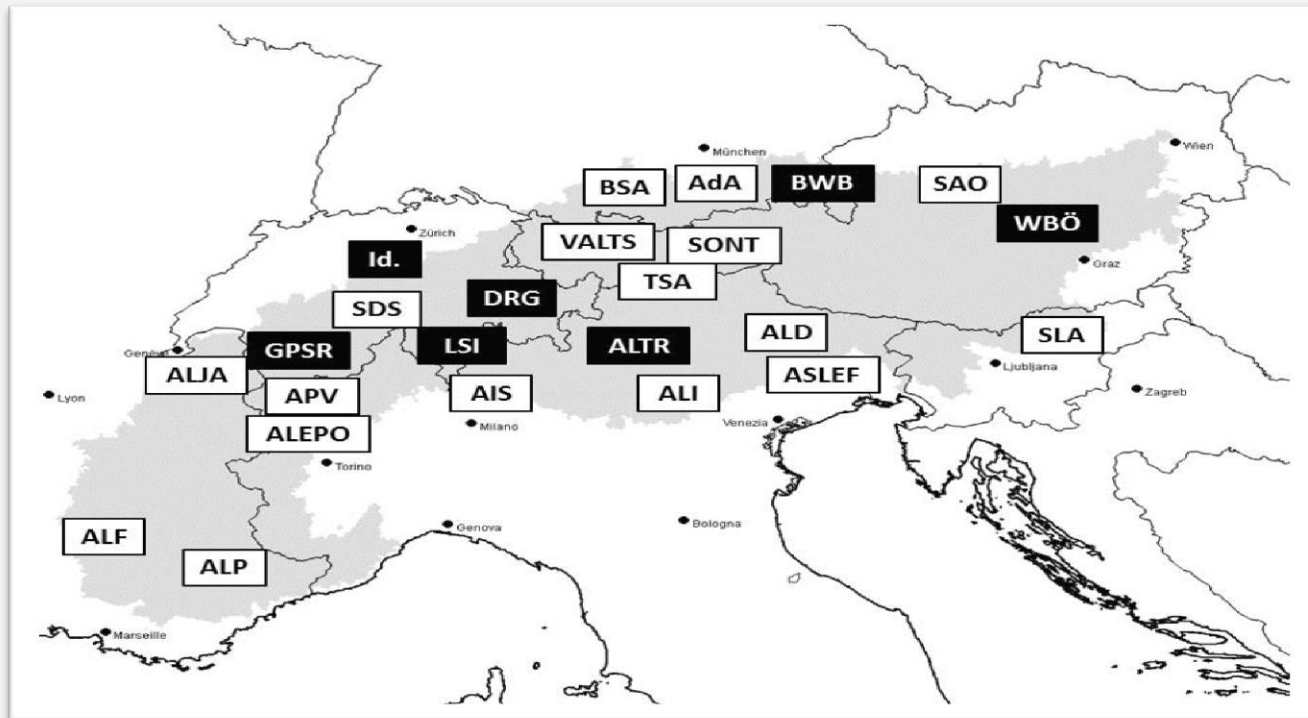 München
Wien
BSA
AdA
BWB
SAO
WBÖ
Zürich
VALTS
SONT
Id.
Graz
TSA
DRG
SDS
ALD
SLA
GPSR
LSI
ALTR
Ljubljana
ALJA
ASLEF
APV
AIS
ALI
Lyon
Zagreb
Venezia
Milano
ALEPO
Torino
Genova
Bologna
ALF
ALP
Marseille